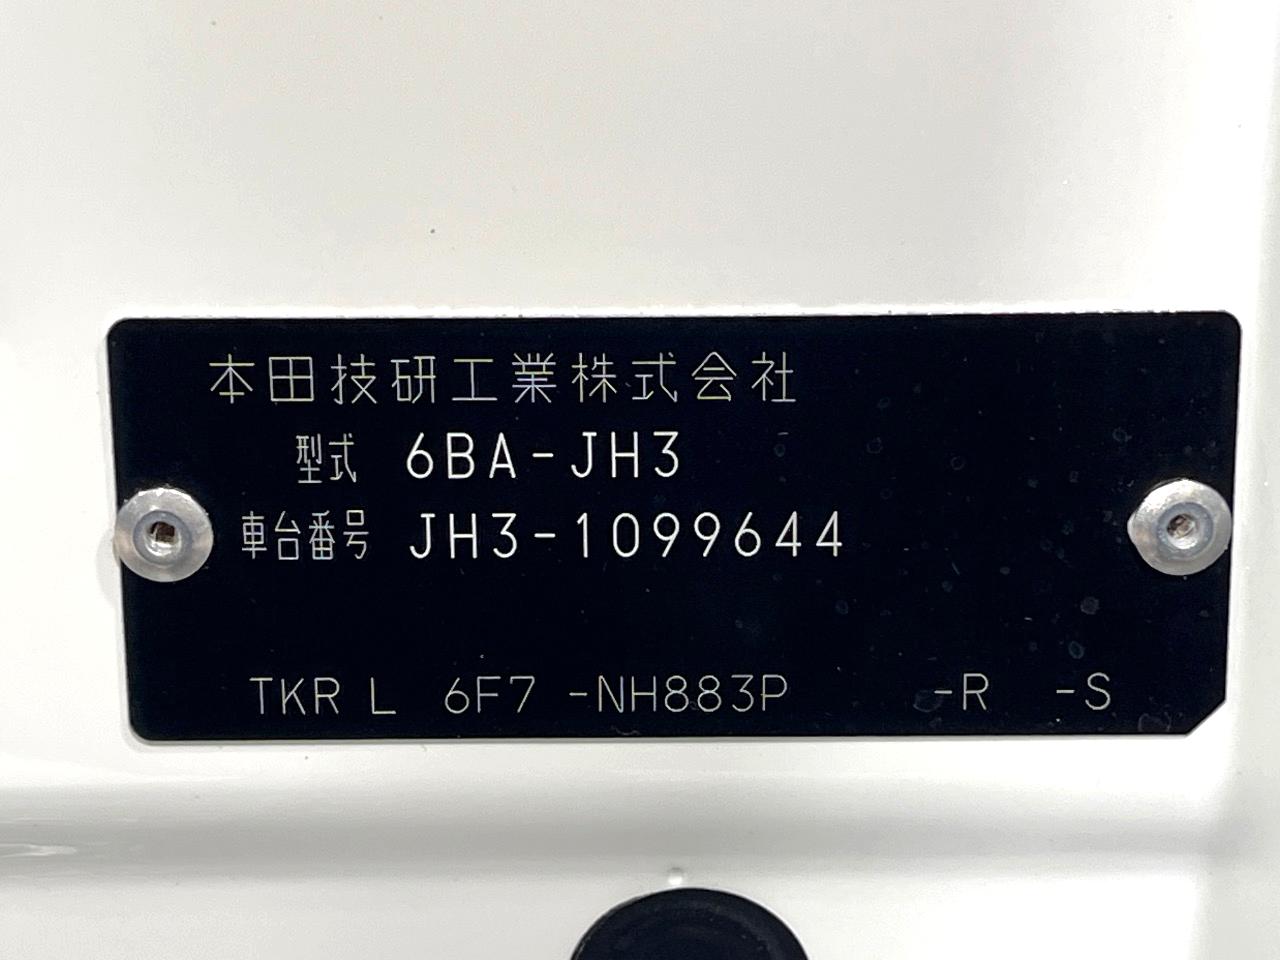 本田技研工業株式会社
型式 6BA-JH3
車台番号 JH3-1099644
TKR L 6F7 -NH883P -R -S